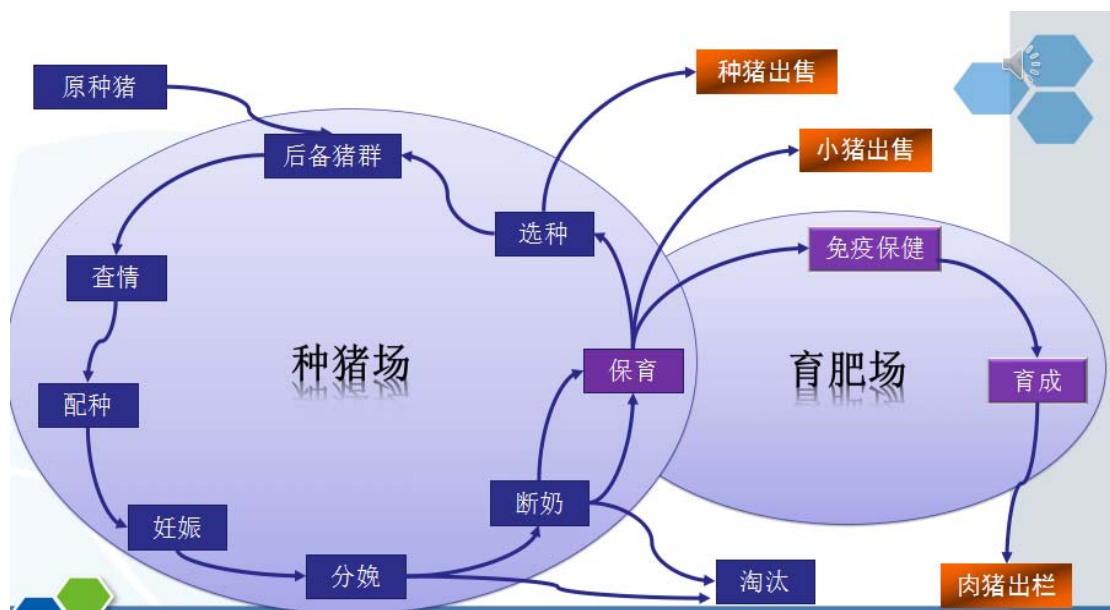 原种猪
种猪出售
后备猪群
小猪出售
选种
免疫保健
查情
种猪场
保育
育肥场
育成
配种
断奶
妊娠
分娩
淘汰
肉猪出栏